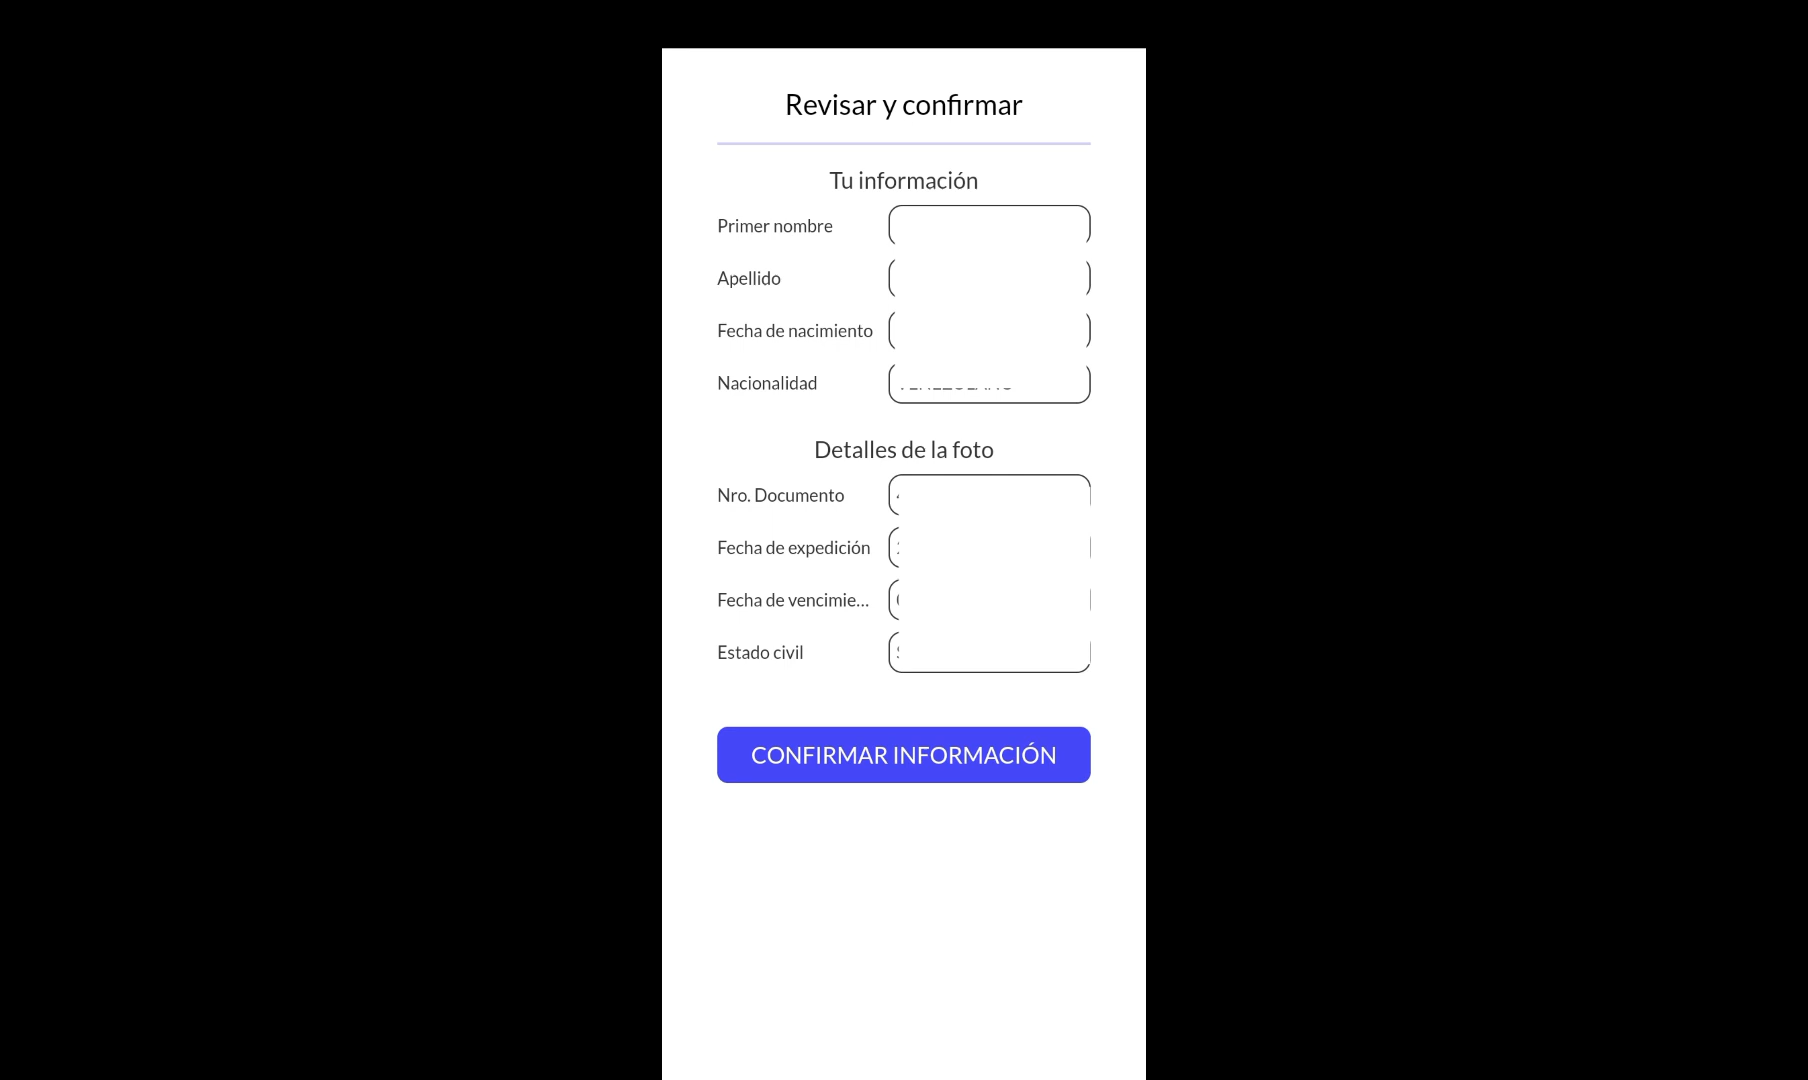 Revisar y confirmar
Tu información
Primer nombre
Apellido
Fecha de nacimiento
Nacionalidad
Detalles de la foto
Nro. Documento
Fecha de expedición
Fecha de vencimie...
Estado civil
CONFIRMAR INFORMACIÓN